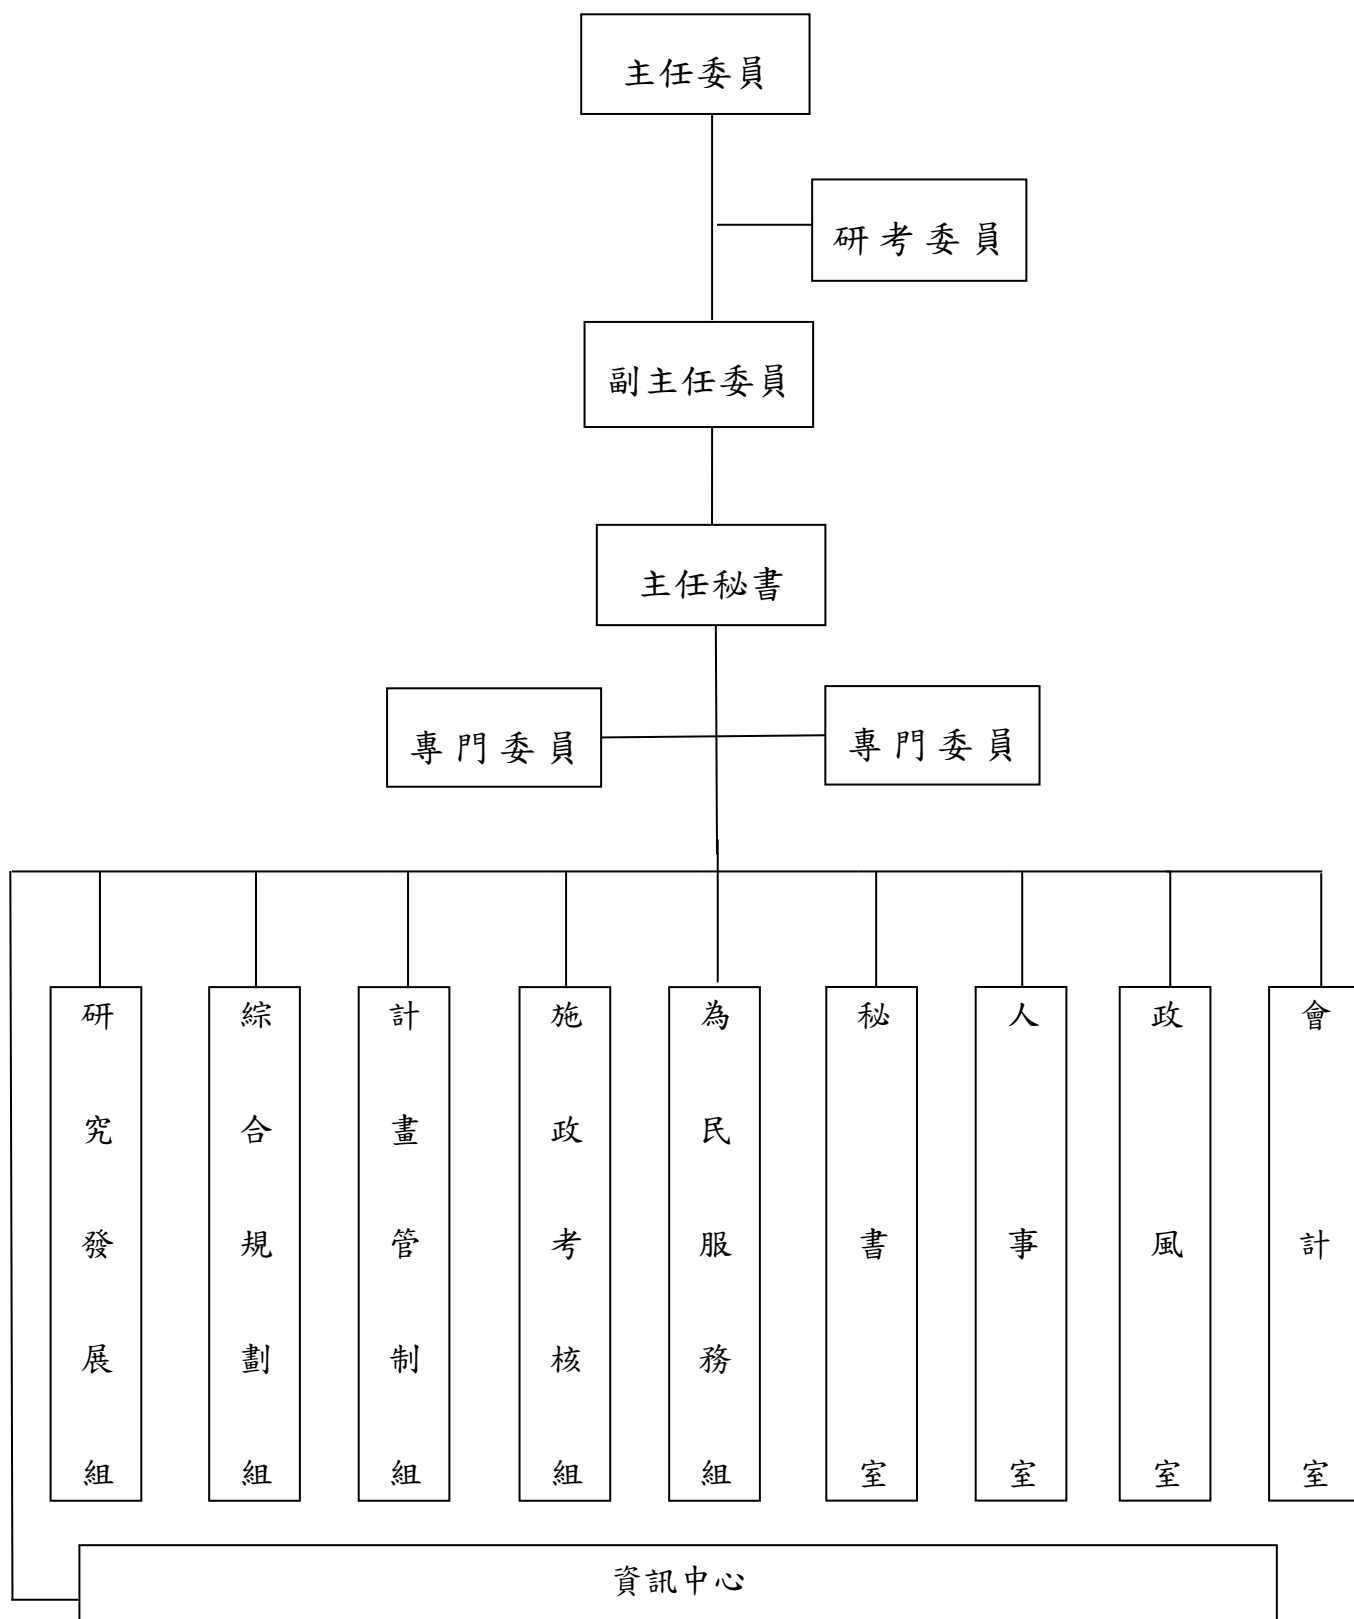 主任委員
研考委員
副主任委員
主任秘書
專門委員
專門委員
研究發展組
綜合規劃組
計畫管制組
施政考核組
為民服務組
秘書室
人事室
政風室
會計室
資訊中心